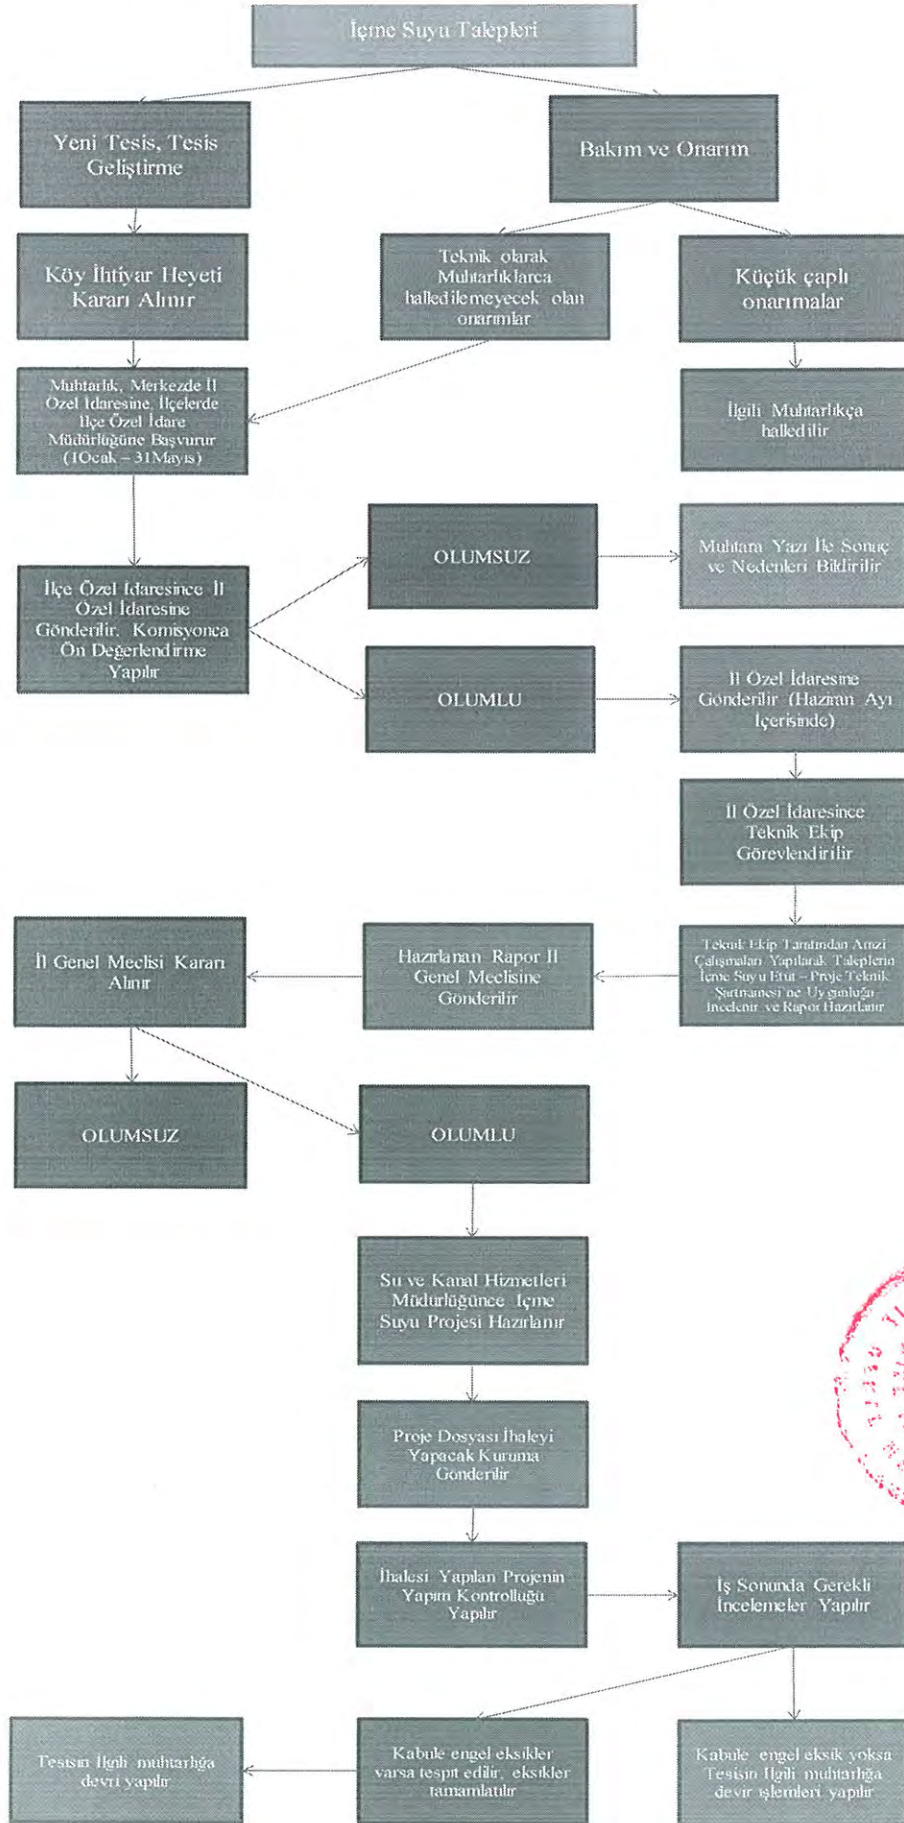 İçme Suyu Talepleri
Yeni Tesis, Tesis
Geliştirme
Bakım ve Onarım
Köy İhtiyar Heyeti
Kararı Alınır
Teknik olarak
Muhtarlıklarca
halledilemeyecek olan
onarımlar
Küçük çaplı
onarımalar
Muhtarlık, Merkezde İl
Özel İdaresine, İlçelerde
İlçe Özel İdare
Müdürlüğüne Başvurur
(1Ocak – 31Mayıs)
İlgili Muhtarlıkça
halledilir
OLUMSUZ
Muhtara Yazı İle Sonuç
ve Nedenleri Bildirilir
İlçe Özel İdaresince İl
Özel İdaresine
Gönderilir. Komisyonca
Ön Değerlendirme
Yapılır
OLUMLU
İl Özel İdaresine
Gönderilir (Haziran Ayı
İçerisinde)
İl Özel İdaresince
Teknik Ekip
Görevlendirilir
İl Genel Meclisi Kararı
Alınır
Hazırlanan Rapor İl
Genel Meclisine
Gönderilir
Teknik Ekip Tarafından Arazi
Çalışmaları Yapılarak Taleplerin
İçme Suyu Etüt – Proje Teknik
Şartnamesi'ne Uygunluğu
İncelenir ve Rapor Hazırlanır
OLUMSUZ
OLUMLU
Su ve Kanal Hizmetleri
Müdürlüğünce İçme
Suyu Projesi Hazırlanır
Proje Dosyası İhaleyi
Yapacak Kuruma
Gönderilir
İhalesi Yapılan Projenin
Yapım Kontrollüğü
Yapılır
İş Sonunda Gerekli
İncelemeler Yapılır
Tesisin İlgili muhtarlığa
devri yapılır
Kabule engel eksikler
varsa tespit edilir, eksikler
tamamlatılır
Kabule engel eksik yoksa
Tesisin İlgili muhtarlığa
devir işlemleri yapılır